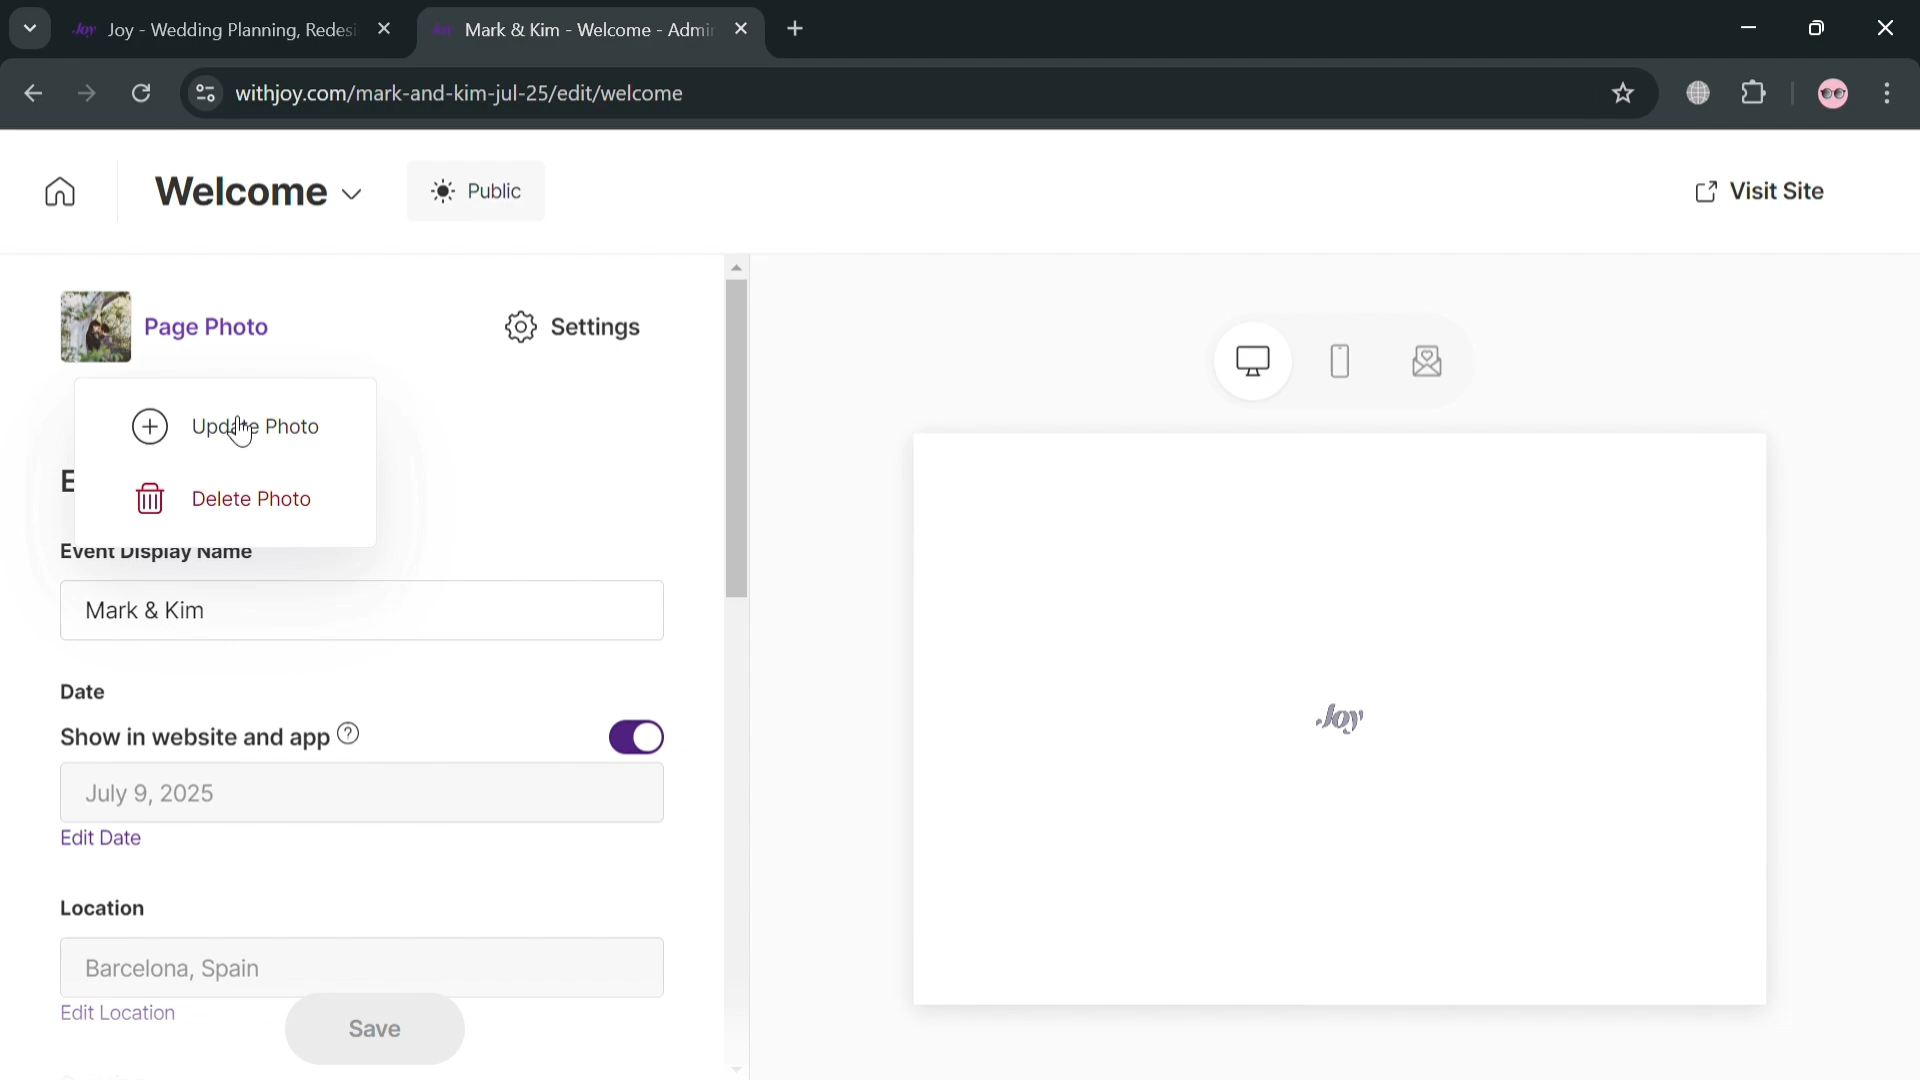 Joy - Wedding Planning, Redesi
Mark & Kim - Welcome - Admin
withjoy.com/mark-and-kim-jul-25/edit/welcome
Welcome
Public
Visit Site
Page Photo
Settings
Update Photo
Delete Photo
E
Event Display Name
Mark & Kim
Date
Show in website and app
July 9, 2025
Edit Date
Location
Barcelona, Spain
Edit Location
Save
Joy